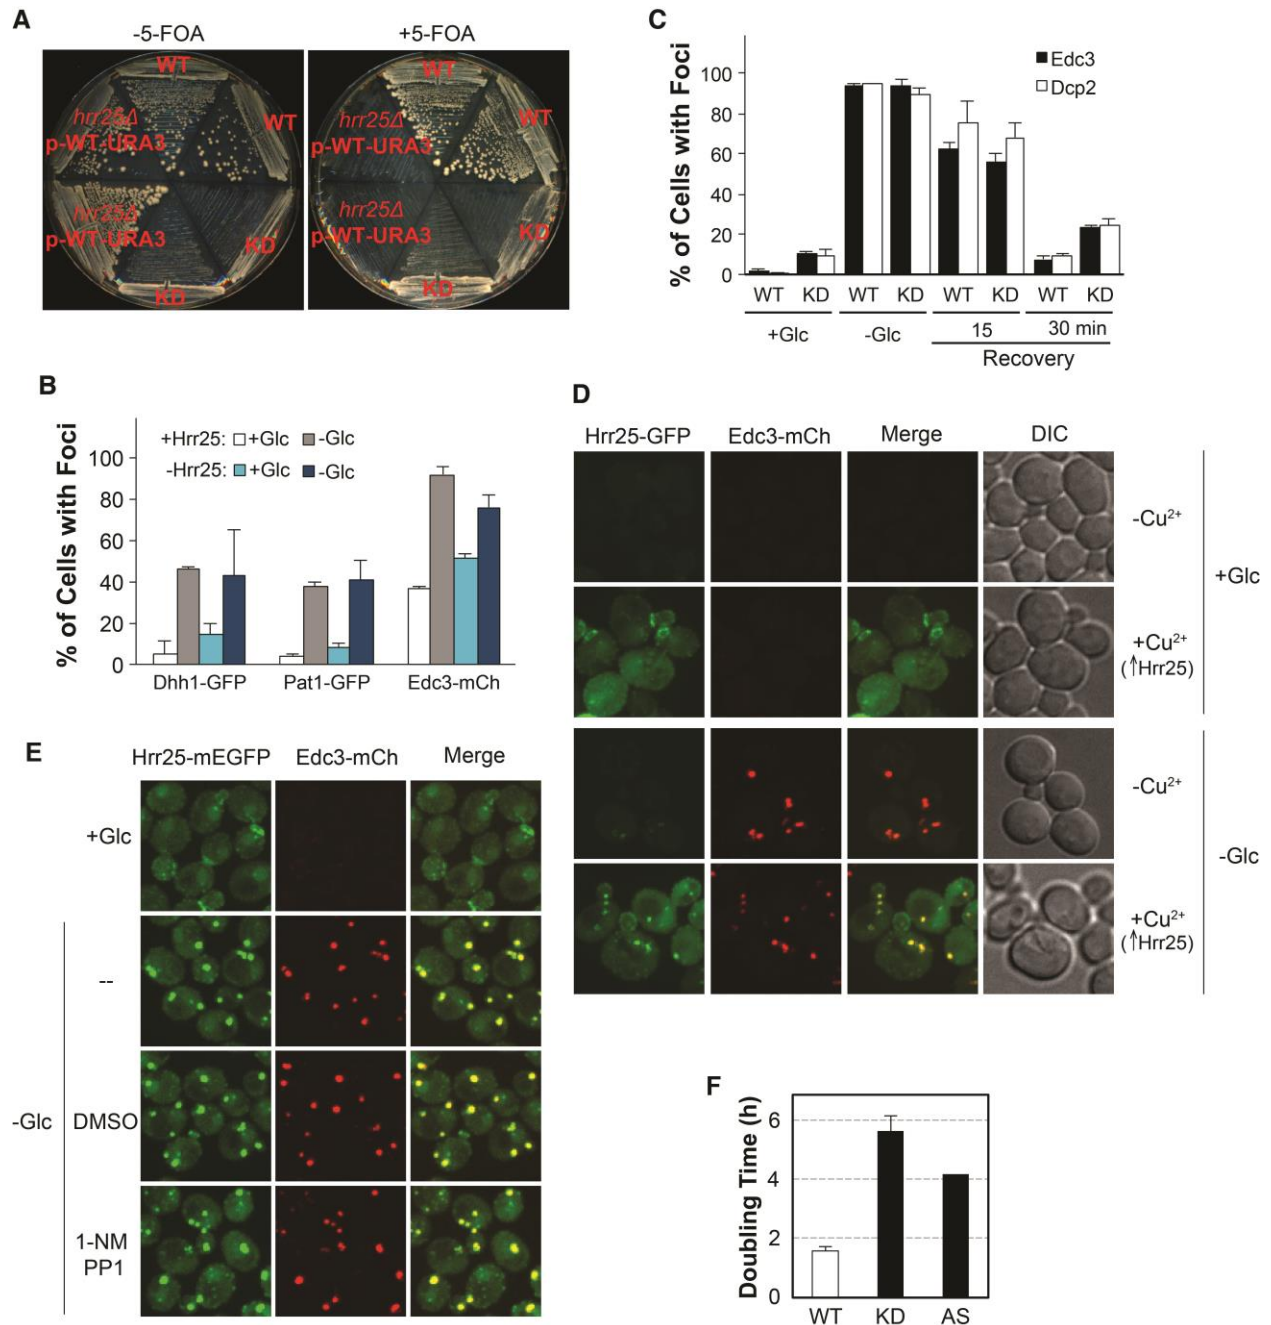 A
-5-FOA
+5-FOA
WT
WT
hrr25Δ
p-WT-URA3
hrr25Δ
p-WT-URA3
KD
KD
WT
WT
hrr25Δ
p-WT-URA3
hrr25Δ
p-WT-URA3
KD
KD
C
% of Cells with Foci
100
80
60
40
20
0
Edc3
Dcp2
WT KD WT KD WT KD WT KD
+Glc -Glc 15 30 min
Recovery
B
% of Cells with Foci
100
80
60
40
20
0
+Hrr25: +Glc -Glc
-Hrr25: +Glc -Glc
Dhh1-GFP Pat1-GFP Edc3-mCh
D
Hrr25-GFP Edc3-mCh Merge DIC
-Cu²⁺
+Cu²⁺
(↑Hrr25)
+Glc
-Cu²⁺
+Cu²⁺
(↑Hrr25)
-Glc
E
Hrr25-mEGFP Edc3-mCh Merge
+Glc
--
DMSO
1-NM
PP1
-Glc
F
Doubling Time (h)
6
4
2
0
WT KD AS